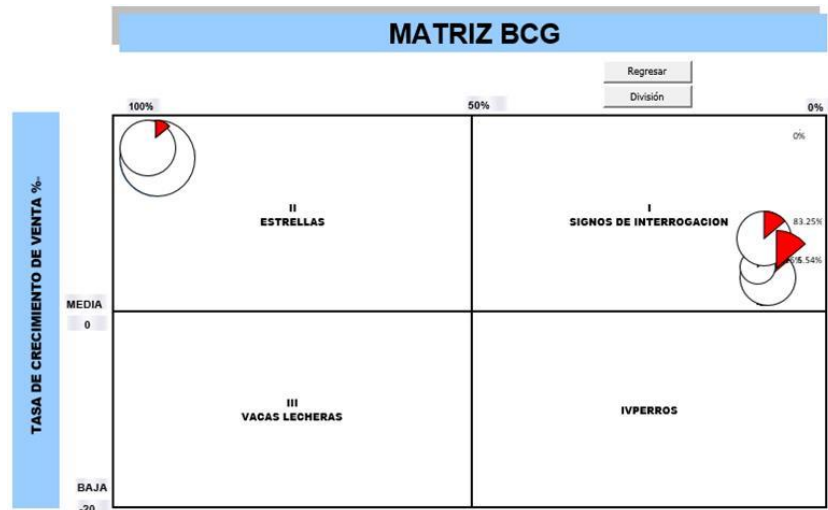 MATRIZ BCG
Regresar
División
100%
50%
0%
TASA DE CRECIMIENTO DE VENTA %-
0%
II
ESTRELLAS
I
SIGNOS DE INTERROGACION
83.25%
5.54%
MEDIA
0
III
VACAS LECHERAS
IVPERROS
BAJA
-20